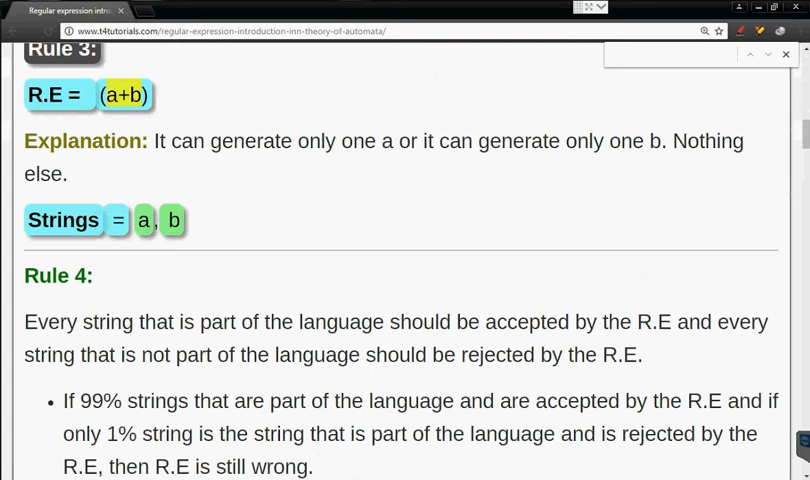 Regular expression intro
www.t4tutorials.com/regular-expression-introduction-inn-theory-of-automata/
Rule 3:
R.E = (a+b)
Explanation: It can generate only one a or it can generate only one b. Nothing
else.
Strings = a, b
Rule 4:
Every string that is part of the language should be accepted by the R.E and every
string that is not part of the language should be rejected by the R.E.
• If 99% strings that are part of the language and are accepted by the R.E and if
only 1% string is the string that is part of the language and is rejected by the
R.E, then R.E is still wrong.